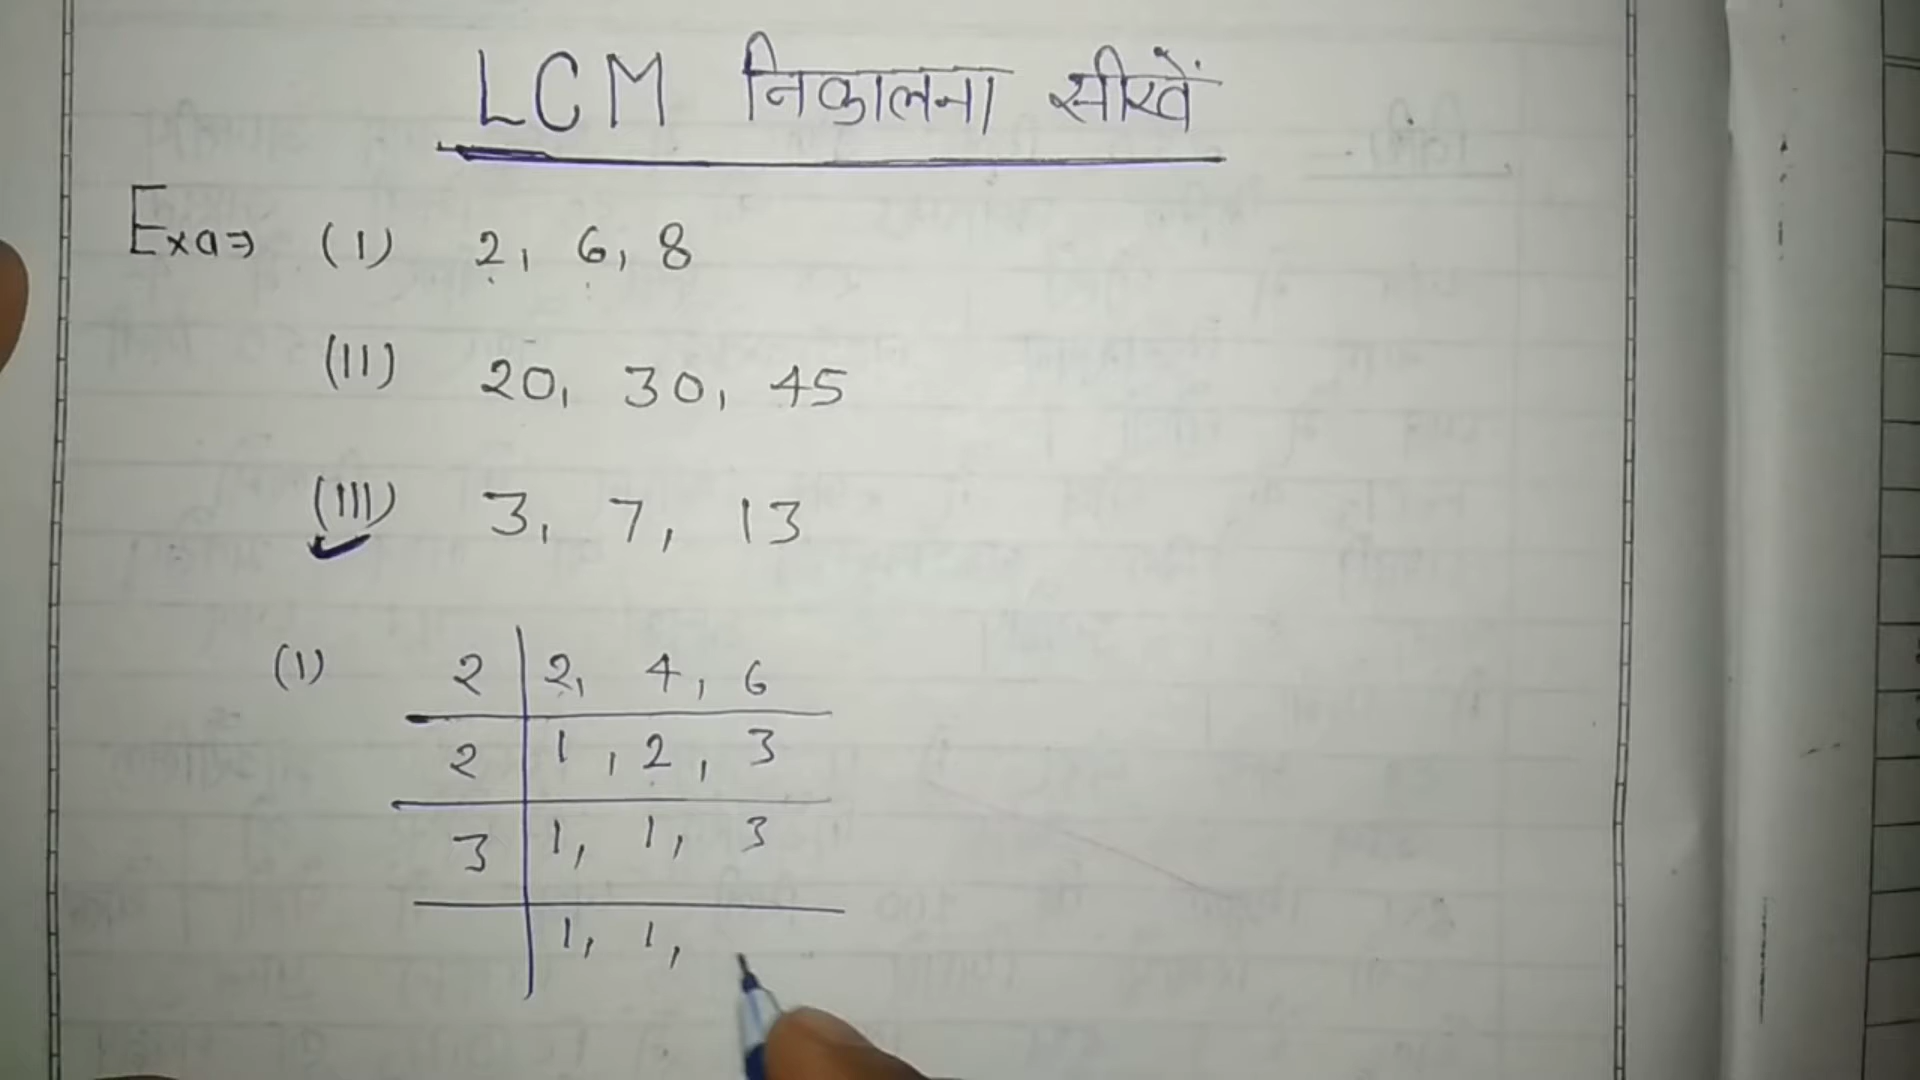 LCM निकालना सीखें
Exa⇒ (I) 2, 6, 8
(II) 20, 30, 45
(III) 3, 7, 13
(1) 2 | 2, 4, 6
2 | 1, 2, 3
3 | 1, 1, 3
| 1, 1,